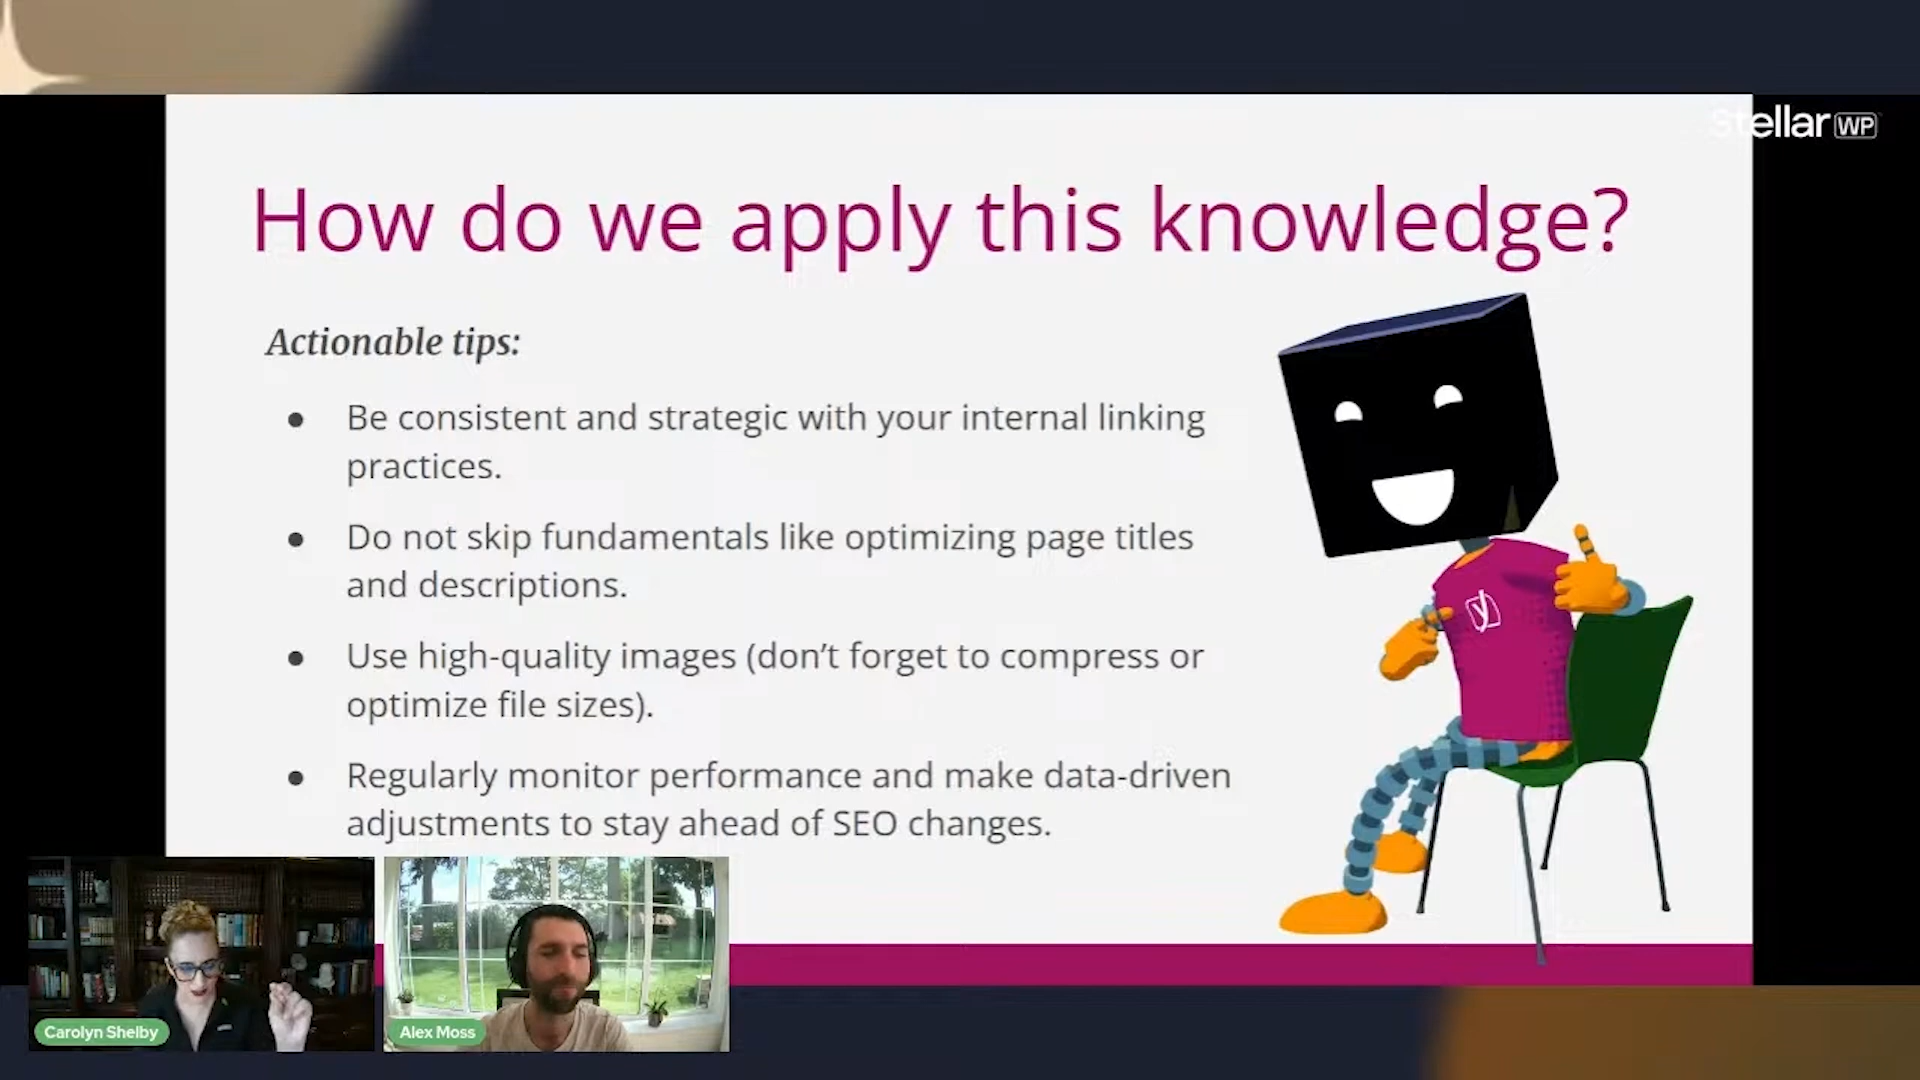 Stellar WP
How do we apply this knowledge?
Actionable tips:
● Be consistent and strategic with your internal linking
practices.
● Do not skip fundamentals like optimizing page titles
and descriptions.
● Use high-quality images (don’t forget to compress or
optimize file sizes).
● Regularly monitor performance and make data-driven
adjustments to stay ahead of SEO changes.
Carolyn Shelby
Alex Moss